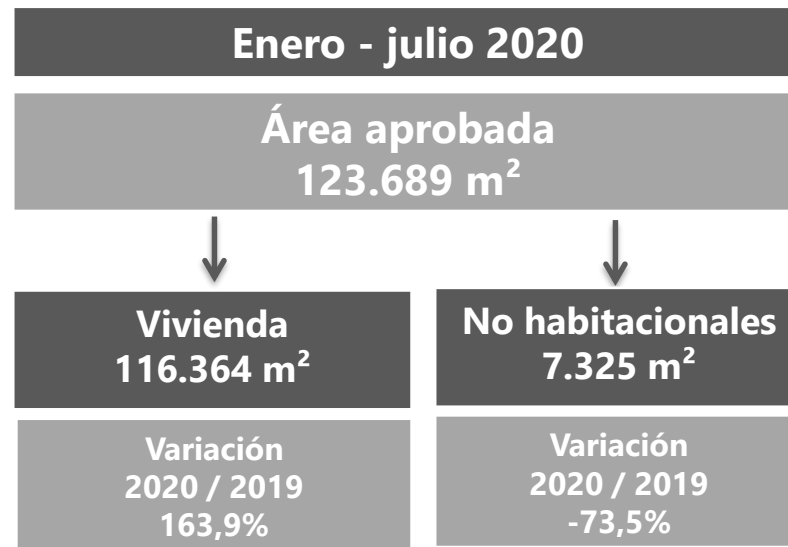 Enero - julio 2020
Área aprobada
123.689 m²
Vivienda
116.364 m²
No habitacionales
7.325 m²
Variación
2020 / 2019
163,9%
Variación
2020 / 2019
-73,5%